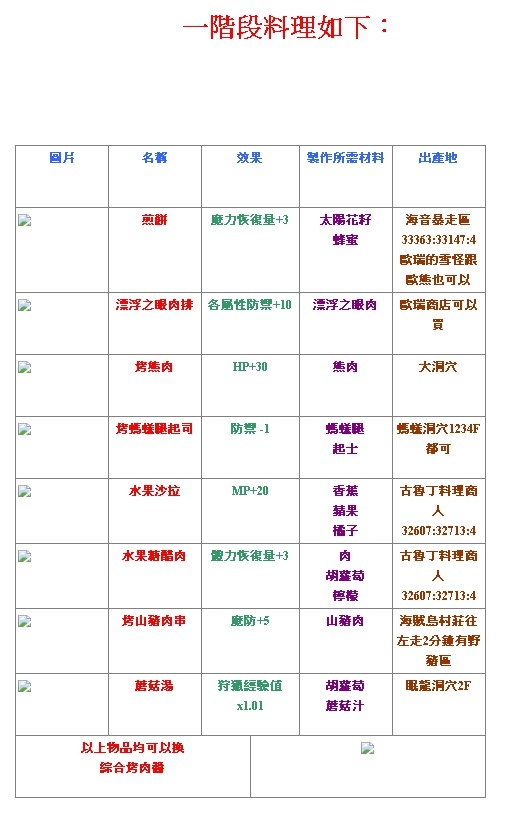 一階段料理如下：
圖片 名稱 效果 製作所需材料 出產地
煎餅 魔力恢復量+3 太陽花籽 海音暴走區
蜂蜜 33363:33147:4
歐瑞的雪怪跟
歐熊也可以
漂浮之眼肉排 各屬性防禦+10 漂浮之眼肉 歐瑞商店可以
買
烤熊肉 HP+30 熊肉 大洞穴
烤螞蟻腿起司 防禦 -1 螞蟻腿 螞蟻洞穴1234F
起士 都可
水果沙拉 MP+20 香蕉 古魯丁料理商
蘋果 人
橘子 32607:32713:4
水果糖醋肉 體力恢復量+3 肉 古魯丁料理商
胡蘿蔔 人
檸檬 32607:32713:4
烤山豬肉串 魔防+5 山豬肉 海賊島村莊往
左走2分鐘有野
豬區
蘑菇湯 狩獵經驗值 胡蘿蔔 眠龍洞穴2F
x1.01 蘑菇汁
以上物品均可以換
綜合烤肉醬